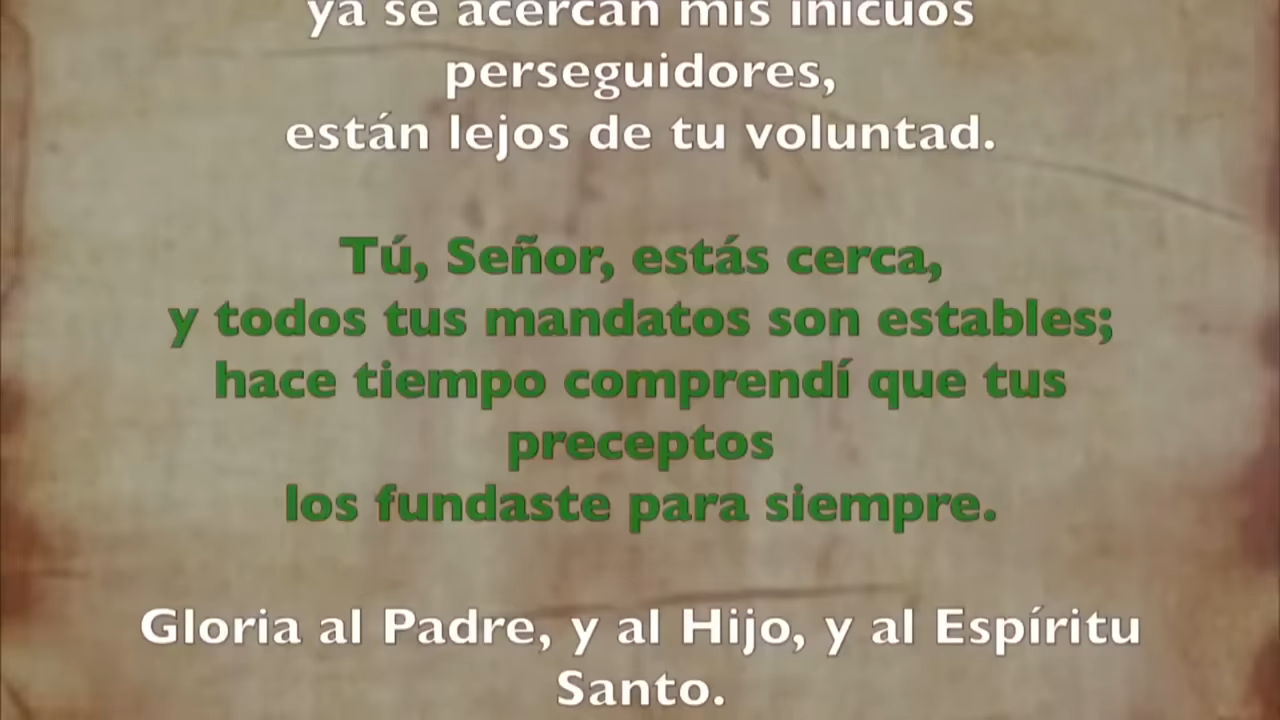 ya se acercan mis inicuos
perseguidores,
están lejos de tu voluntad.
Tú, Señor, estás cerca,
y todos tus mandatos son estables;
hace tiempo comprendí que tus
preceptos
los fundaste para siempre.
Gloria al Padre, y al Hijo, y al Espíritu
Santo.